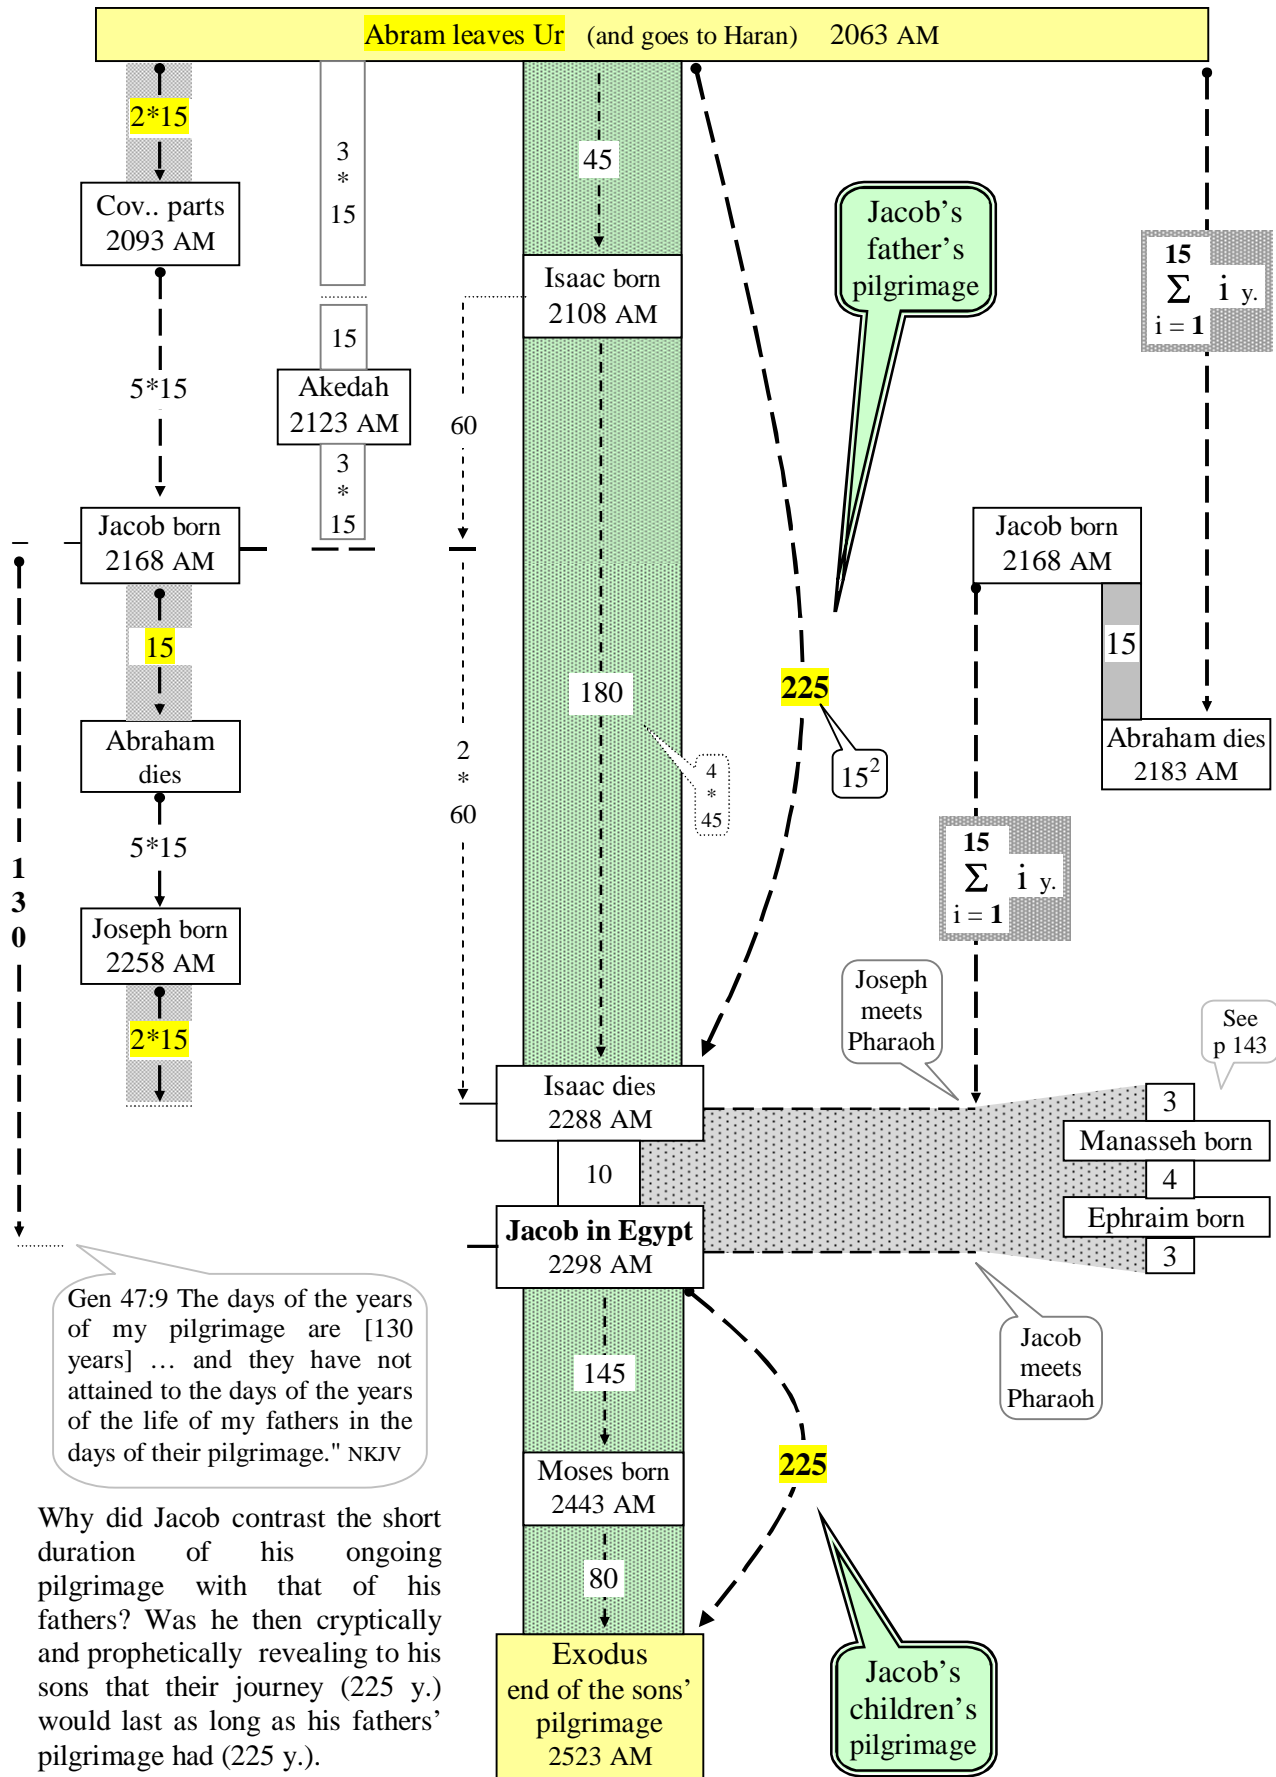 Abram leaves Ur (and goes to Haran) 2063 AM
2*15
Cov.. parts
2093 AM
5*15
Jacob born
2168 AM
15
Abraham
dies
5*15
Joseph born
2258 AM
2*15
1
3
0
3
*
15
15
Akedah
2123 AM
3
*
15
60
2
*
60
45
Isaac born
2108 AM
180
4
*
45
Isaac dies
2288 AM
10
Jacob in Egypt
2298 AM
145
Moses born
2443 AM
80
Exodus
end of the sons’
pilgrimage
2523 AM
Jacob’s
father’s
pilgrimage
225
15²
15
Σ i y.
i = 1
Jacob born
2168 AM
15
Abraham dies
2183 AM
15
Σ i y.
i = 1
Joseph
meets
Pharaoh
See
p 143
3
Manasseh born
4
Ephraim born
3
Jacob
meets
Pharaoh
225
Jacob’s
children’s
pilgrimage
Gen 47:9 The days of the years
of my pilgrimage are [130
years] … and they have not
attained to the days of the years
of the life of my fathers in the
days of their pilgrimage." NKJV
Why did Jacob contrast the short
duration of his ongoing
pilgrimage with that of his
fathers? Was he then cryptically
and prophetically revealing to his
sons that their journey (225 y.)
would last as long as his fathers’
pilgrimage had (225 y.).